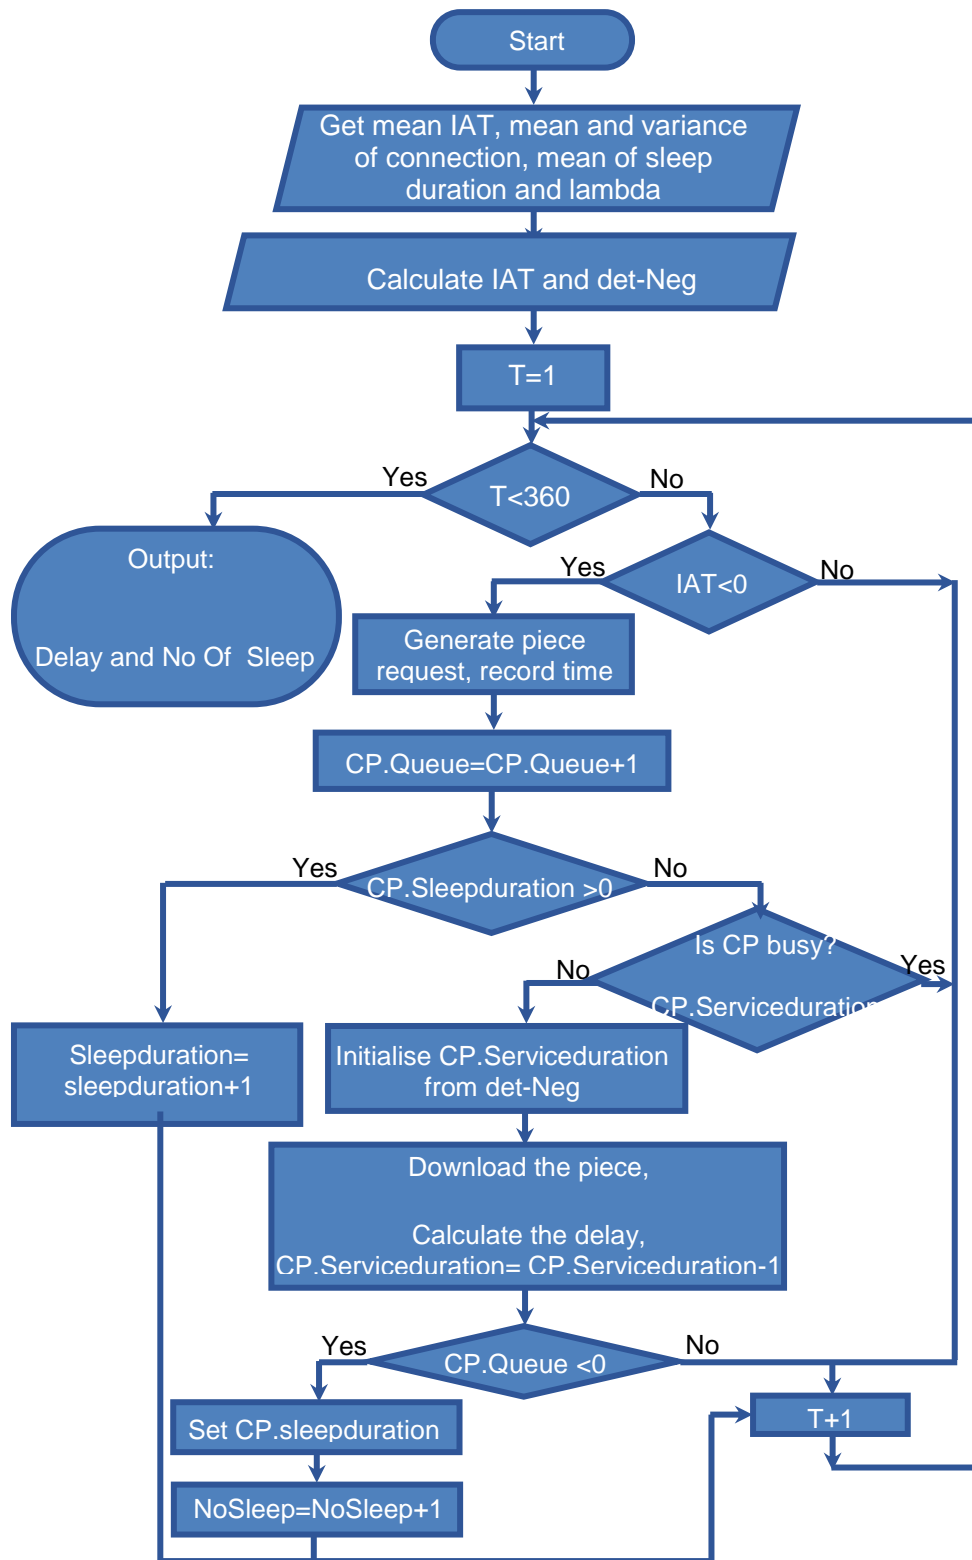 Start
Get mean IAT, mean and variance
of connection, mean of sleep
duration and lambda
Calculate IAT and det-Neg
T=1
Yes
No
T<360
Output:
Delay and No Of Sleep
Yes
No
IAT<0
Generate piece
request, record time
CP.Queue=CP.Queue+1
Yes
No
CP.Sleepduration >0
Is CP busy?
No
Yes
CP.Serviceduration
Sleepduration=
sleepduration+1
Initialise CP.Serviceduration
from det-Neg
Download the piece,
Calculate the delay,
CP.Serviceduration= CP.Serviceduration-1
Yes
No
CP.Queue <0
Set CP.sleepduration
T+1
NoSleep=NoSleep+1